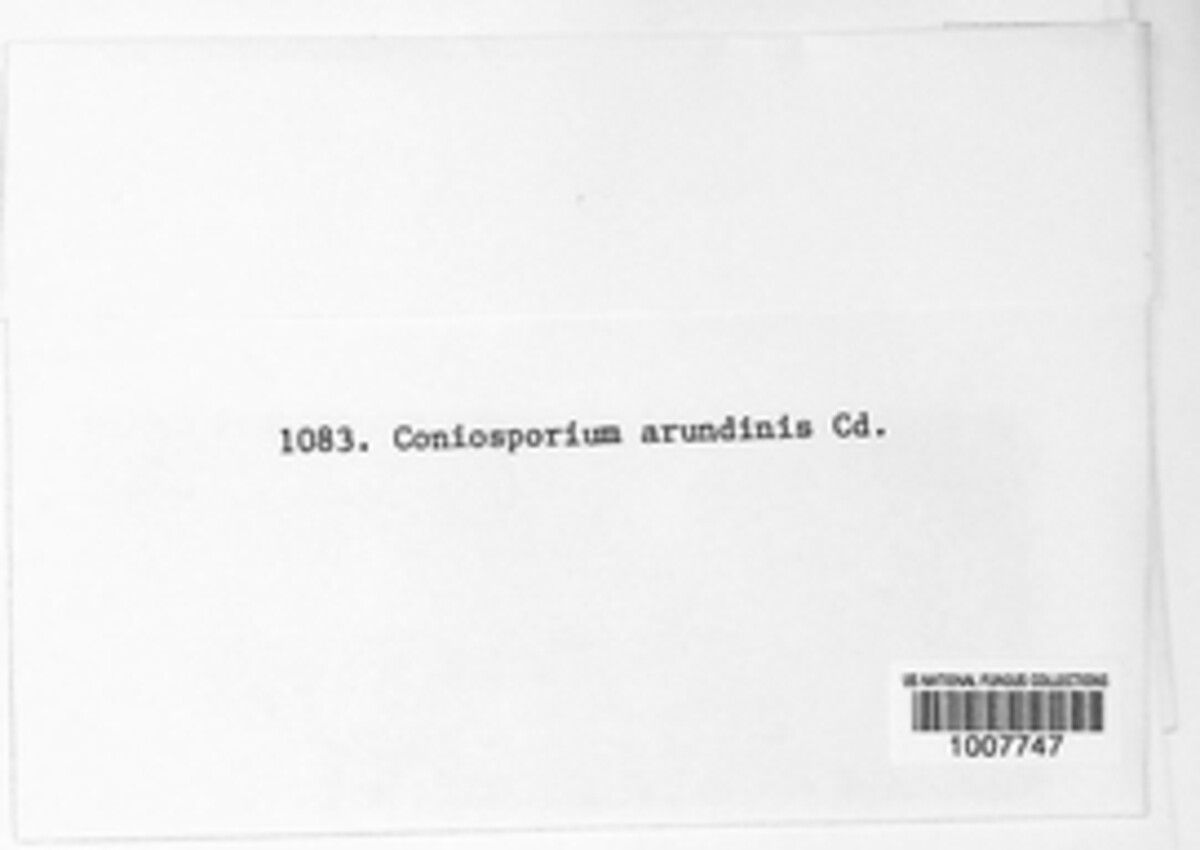 1083. Coniosporium arundinis Cd.
US NATIONAL FUNGUS COLLECTIONS
1007747